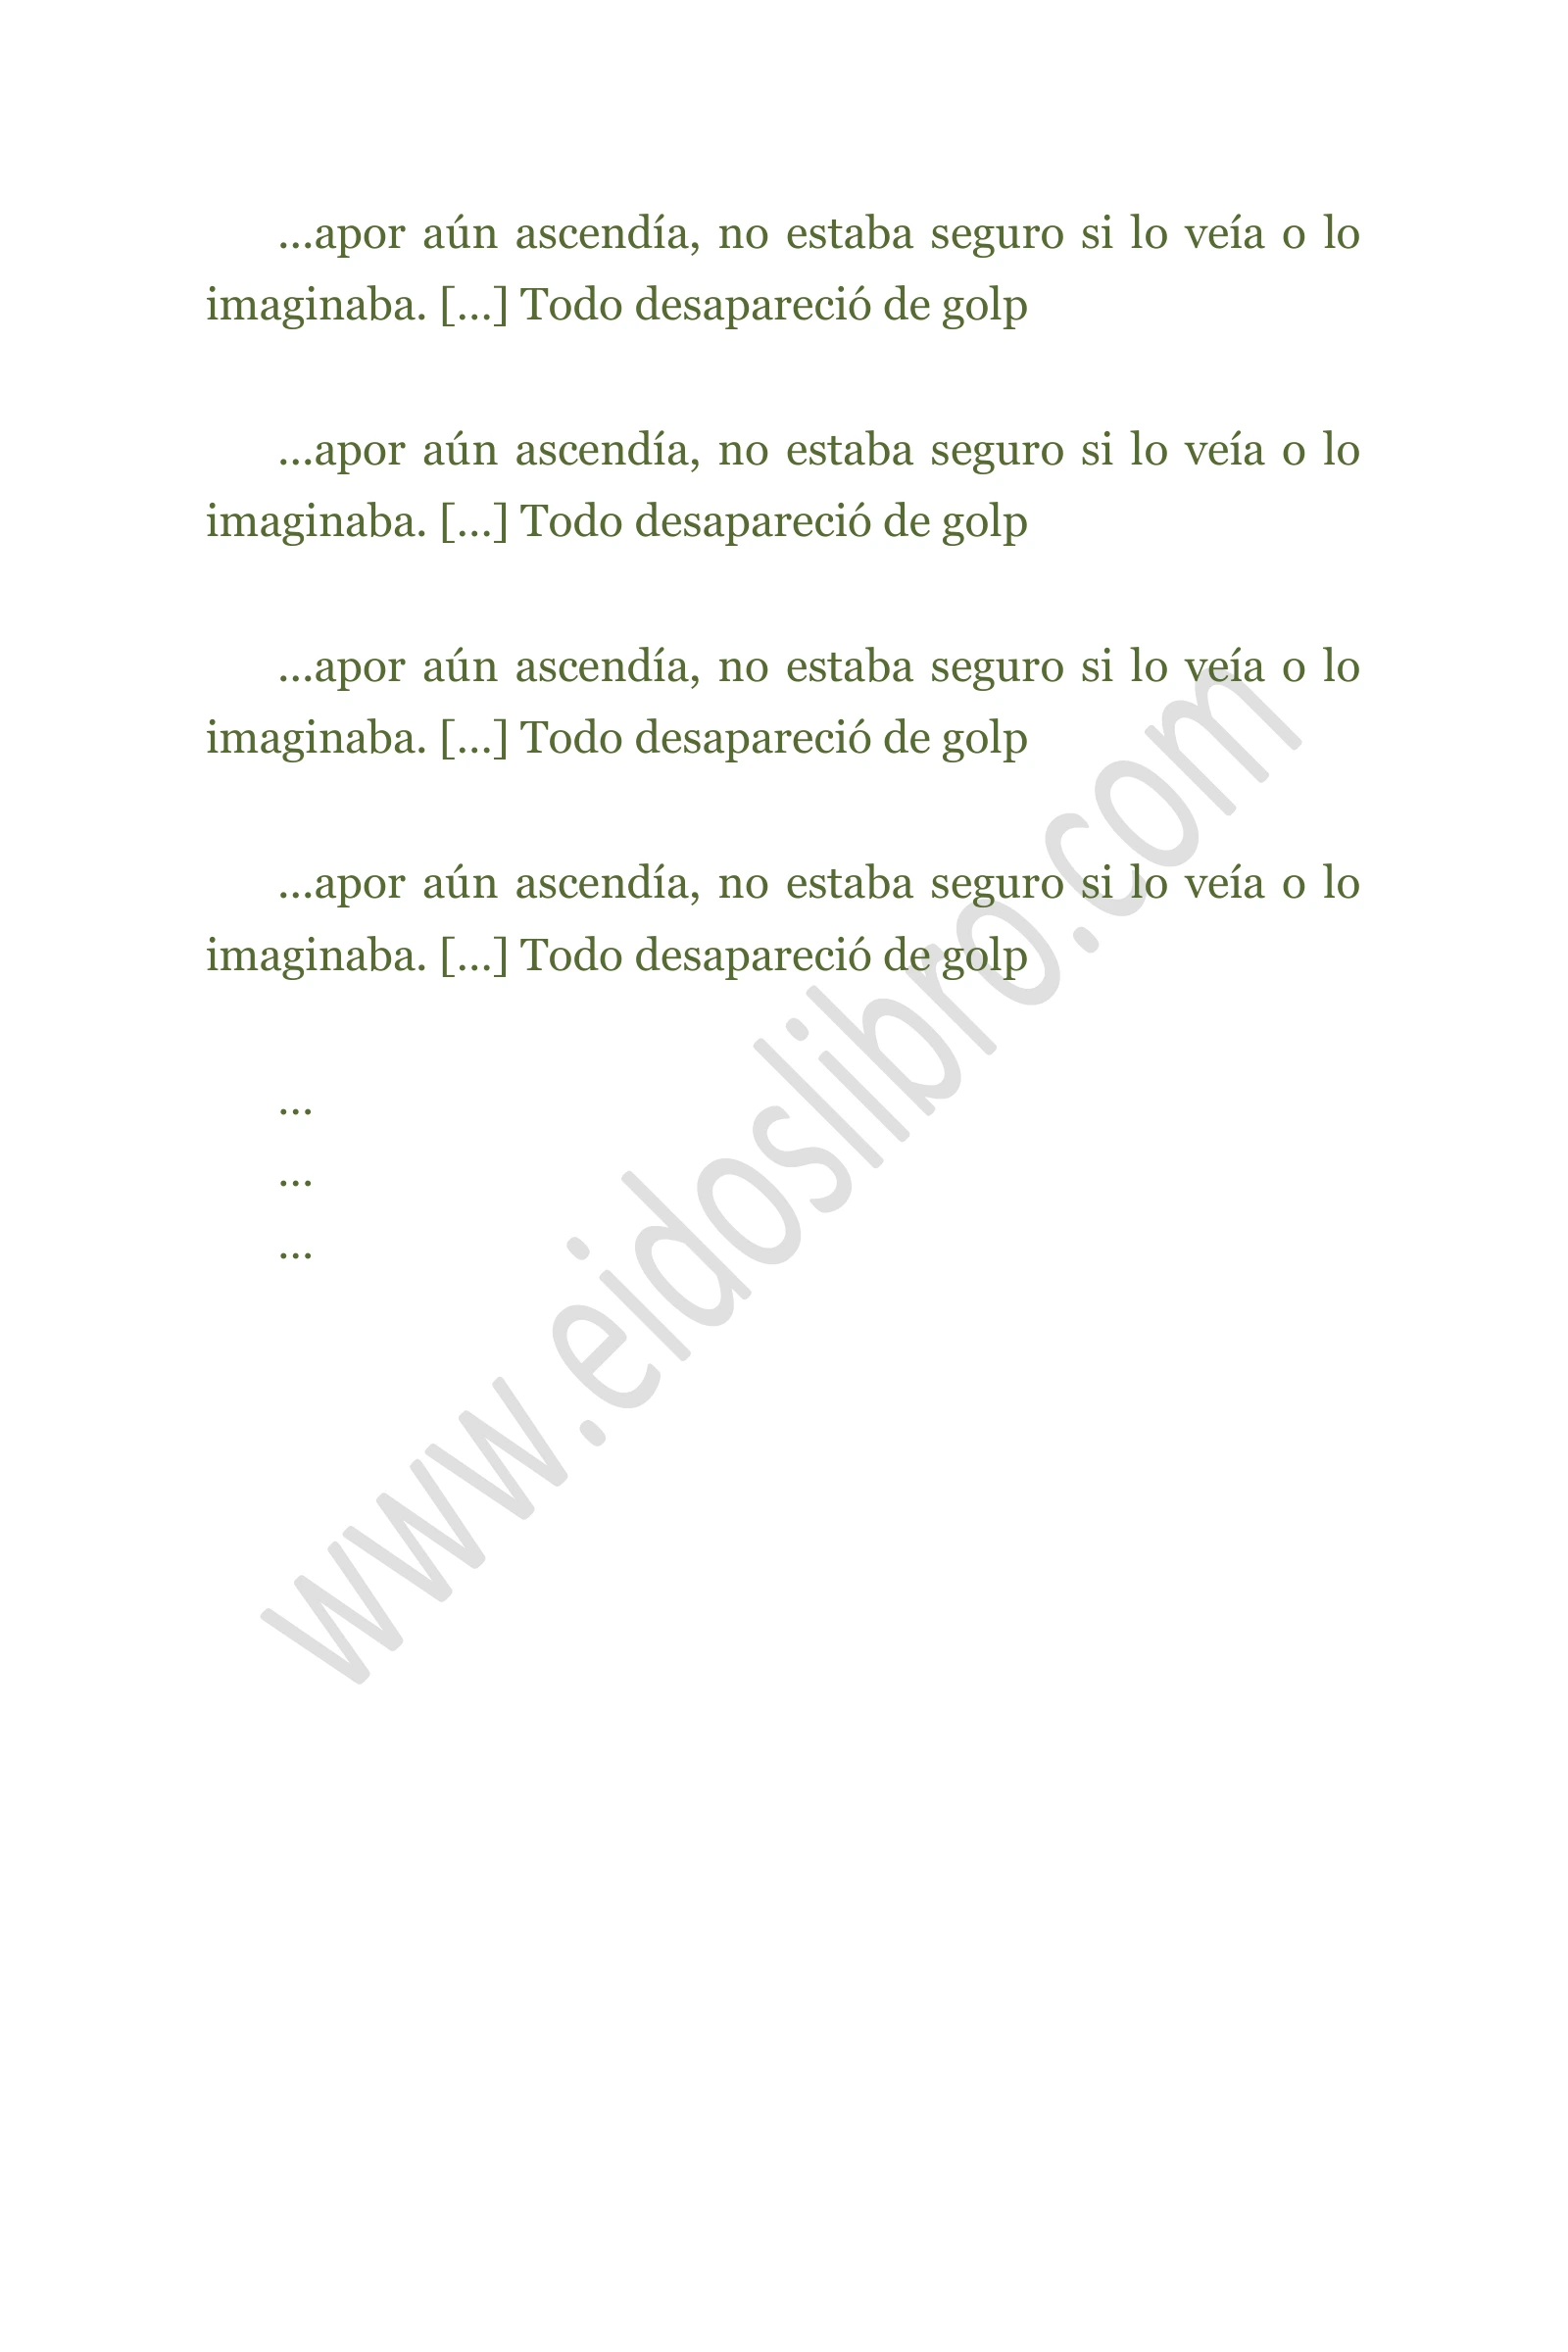 ...apor aún ascendía, no estaba seguro si lo veía o lo
imaginaba. [...] Todo desapareció de golp
...apor aún ascendía, no estaba seguro si lo veía o lo
imaginaba. [...] Todo desapareció de golp
...apor aún ascendía, no estaba seguro si lo veía o lo
imaginaba. [...] Todo desapareció de golp
...apor aún ascendía, no estaba seguro si lo veía o lo
imaginaba. [...] Todo desapareció de golp
...
...
...
www.eidoslibro.com